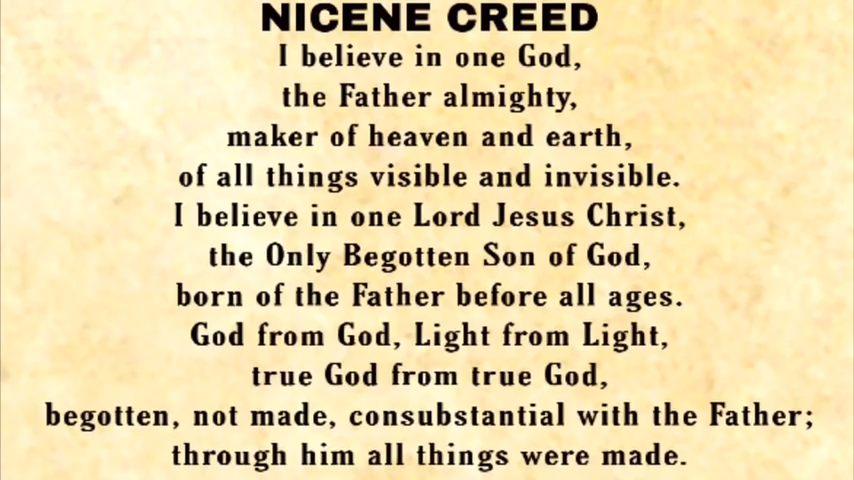 NICENE CREED
I believe in one God,
the Father almighty,
maker of heaven and earth,
of all things visible and invisible.
I believe in one Lord Jesus Christ,
the Only Begotten Son of God,
born of the Father before all ages.
God from God, Light from Light,
true God from true God,
begotten, not made, consubstantial with the Father;
through him all things were made.